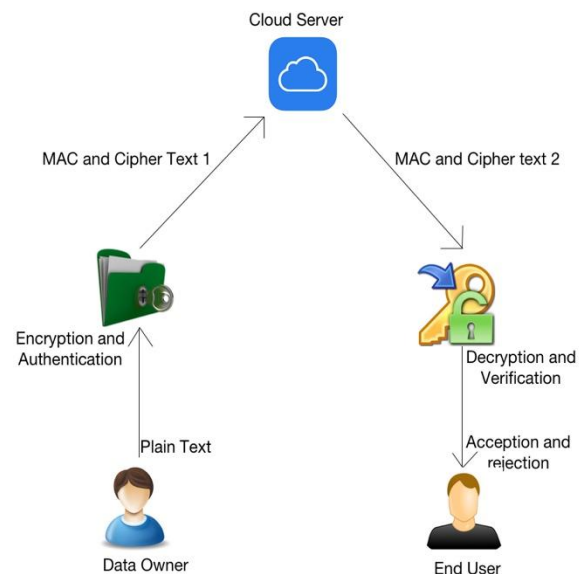 Cloud Server
MAC and Cipher Text 1
MAC and Cipher text 2
Encryption and
Authentication
Decryption and
Verification
Plain Text
Acception and
rejection
Data Owner
End User